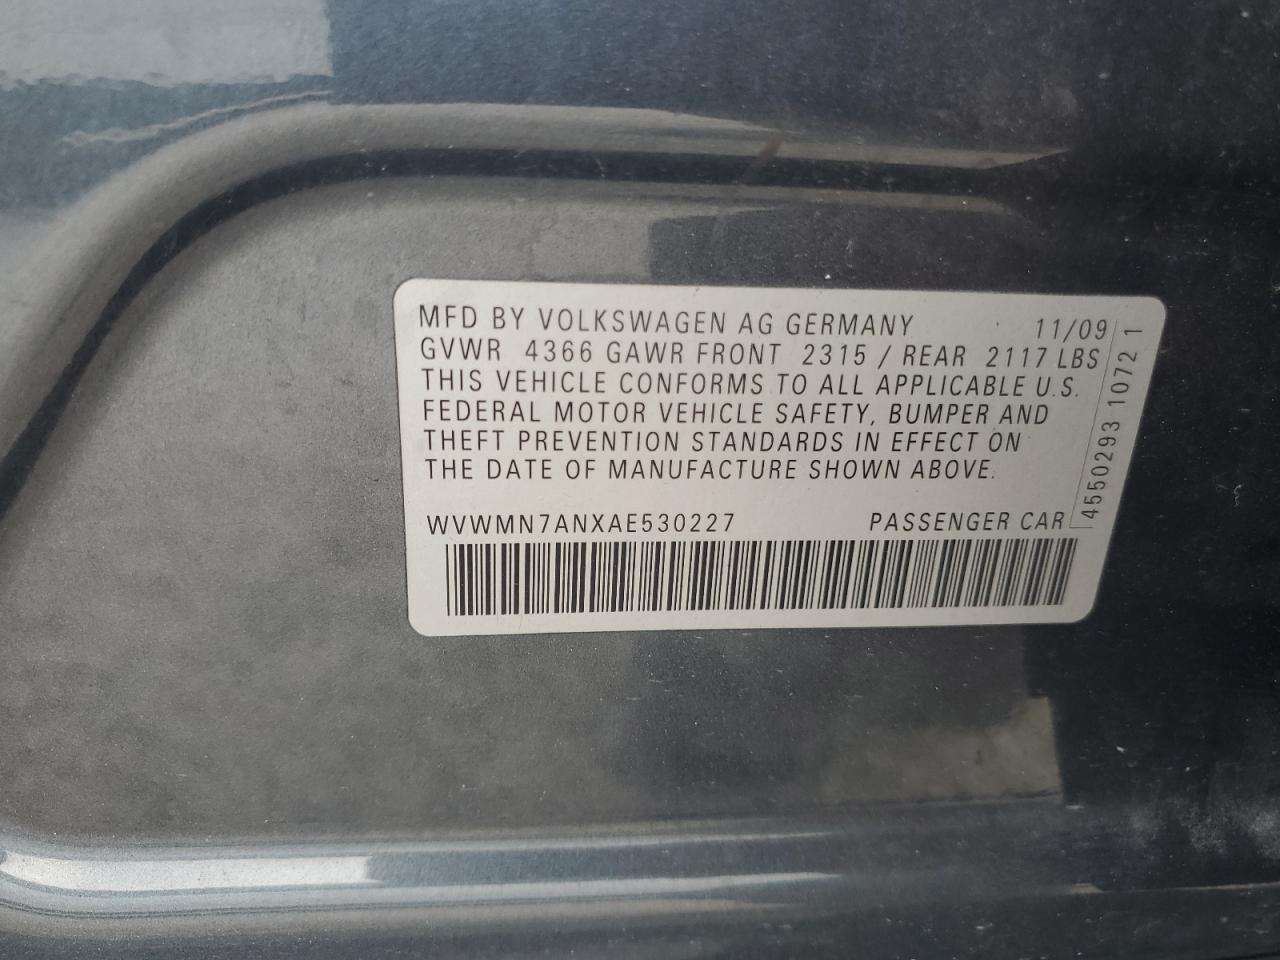 MFD BY VOLKSWAGEN AG GERMANY 11/09
GVWR 4366 GAWR FRONT 2315 / REAR 2117 LBS
THIS VEHICLE CONFORMS TO ALL APPLICABLE U.S.
FEDERAL MOTOR VEHICLE SAFETY, BUMPER AND
THEFT PREVENTION STANDARDS IN EFFECT ON
THE DATE OF MANUFACTURE SHOWN ABOVE.
WVWMN7ANXAE530227 PASSENGER CAR
4550293 1072 1